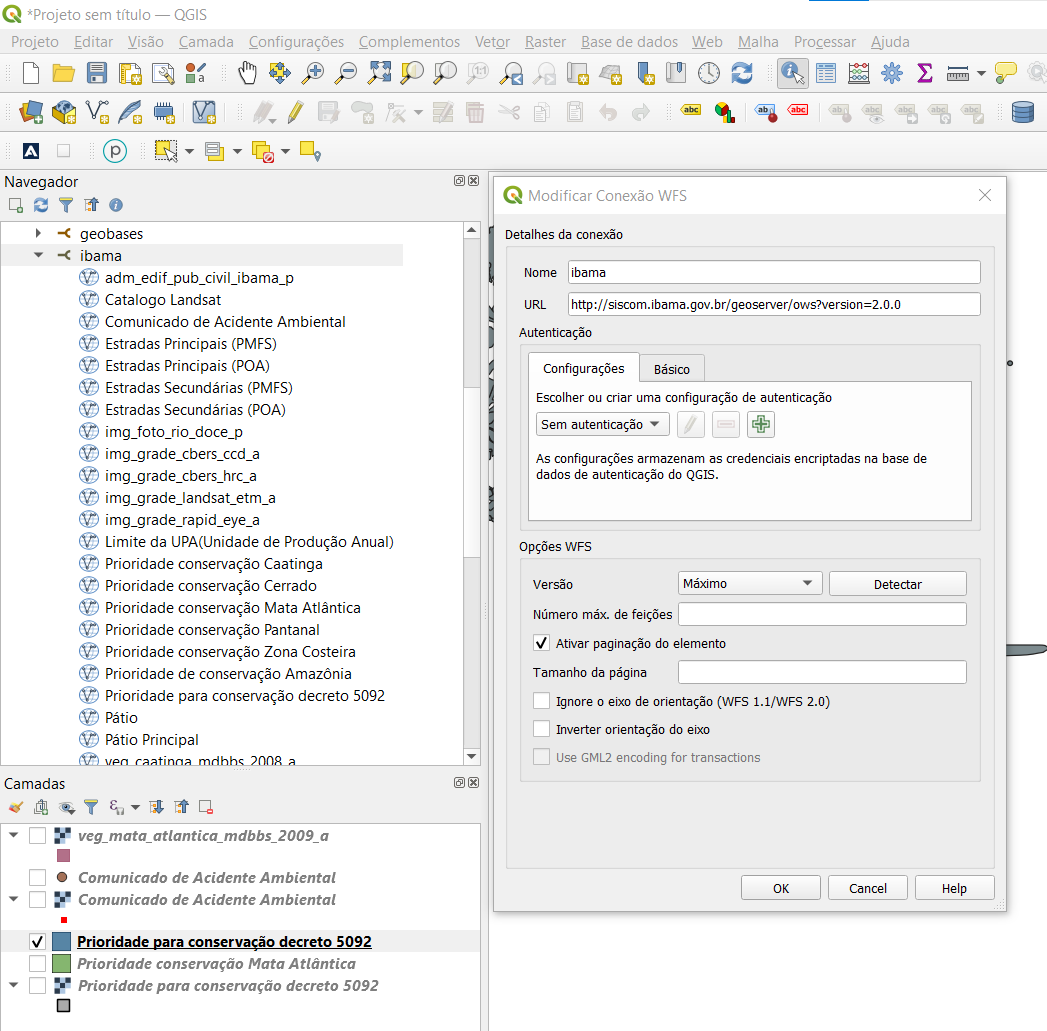 *Projeto sem título — QGIS
Projeto Editar Visão Camada Configurações Complementos Vetor Raster Base de dados Web Malha Processar Ajuda
Navegador
geobases
ibama
adm_edif_pub_civil_ibama_p
Catalogo Landsat
Comunicado de Acidente Ambiental
Estradas Principais (PMFS)
Estradas Principais (POA)
Estradas Secundárias (PMFS)
Estradas Secundárias (POA)
img_foto_rio_doce_p
img_grade_cbers_ccd_a
img_grade_cbers_hrc_a
img_grade_landsat_etm_a
img_grade_rapid_eye_a
Limite da UPA(Unidade de Produção Anual)
Prioridade conservação Caatinga
Prioridade conservação Cerrado
Prioridade conservação Mata Atlântica
Prioridade conservação Pantanal
Prioridade conservação Zona Costeira
Prioridade de conservação Amazônia
Prioridade para conservação decreto 5092
Pátio
Pátio Principal
veg_caatinga_mdbbs_2008_a
Camadas
veg_mata_atlantica_mdbbs_2009_a
Comunicado de Acidente Ambiental
Comunicado de Acidente Ambiental
Prioridade para conservação decreto 5092
Prioridade conservação Mata Atlântica
Prioridade para conservação decreto 5092
Modificar Conexão WFS
Detalhes da conexão
Nome ibama
URL http://siscom.ibama.gov.br/geoserver/ows?version=2.0.0
Autenticação
Configurações Básico
Escolher ou criar uma configuração de autenticação
Sem autenticação
As configurações armazenam as credenciais encriptadas na base de
dados de autenticação do QGIS.
Opções WFS
Versão Máximo Detectar
Número máx. de feições
Ativar paginação do elemento
Tamanho da página
Ignore o eixo de orientação (WFS 1.1/WFS 2.0)
Inverter orientação do eixo
Use GML2 encoding for transactions
OK Cancel Help